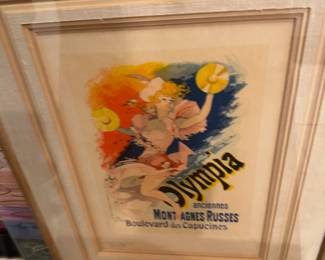 Olympia
anciennes
MONTAGNES RUSSES
Boulevard des Capucines